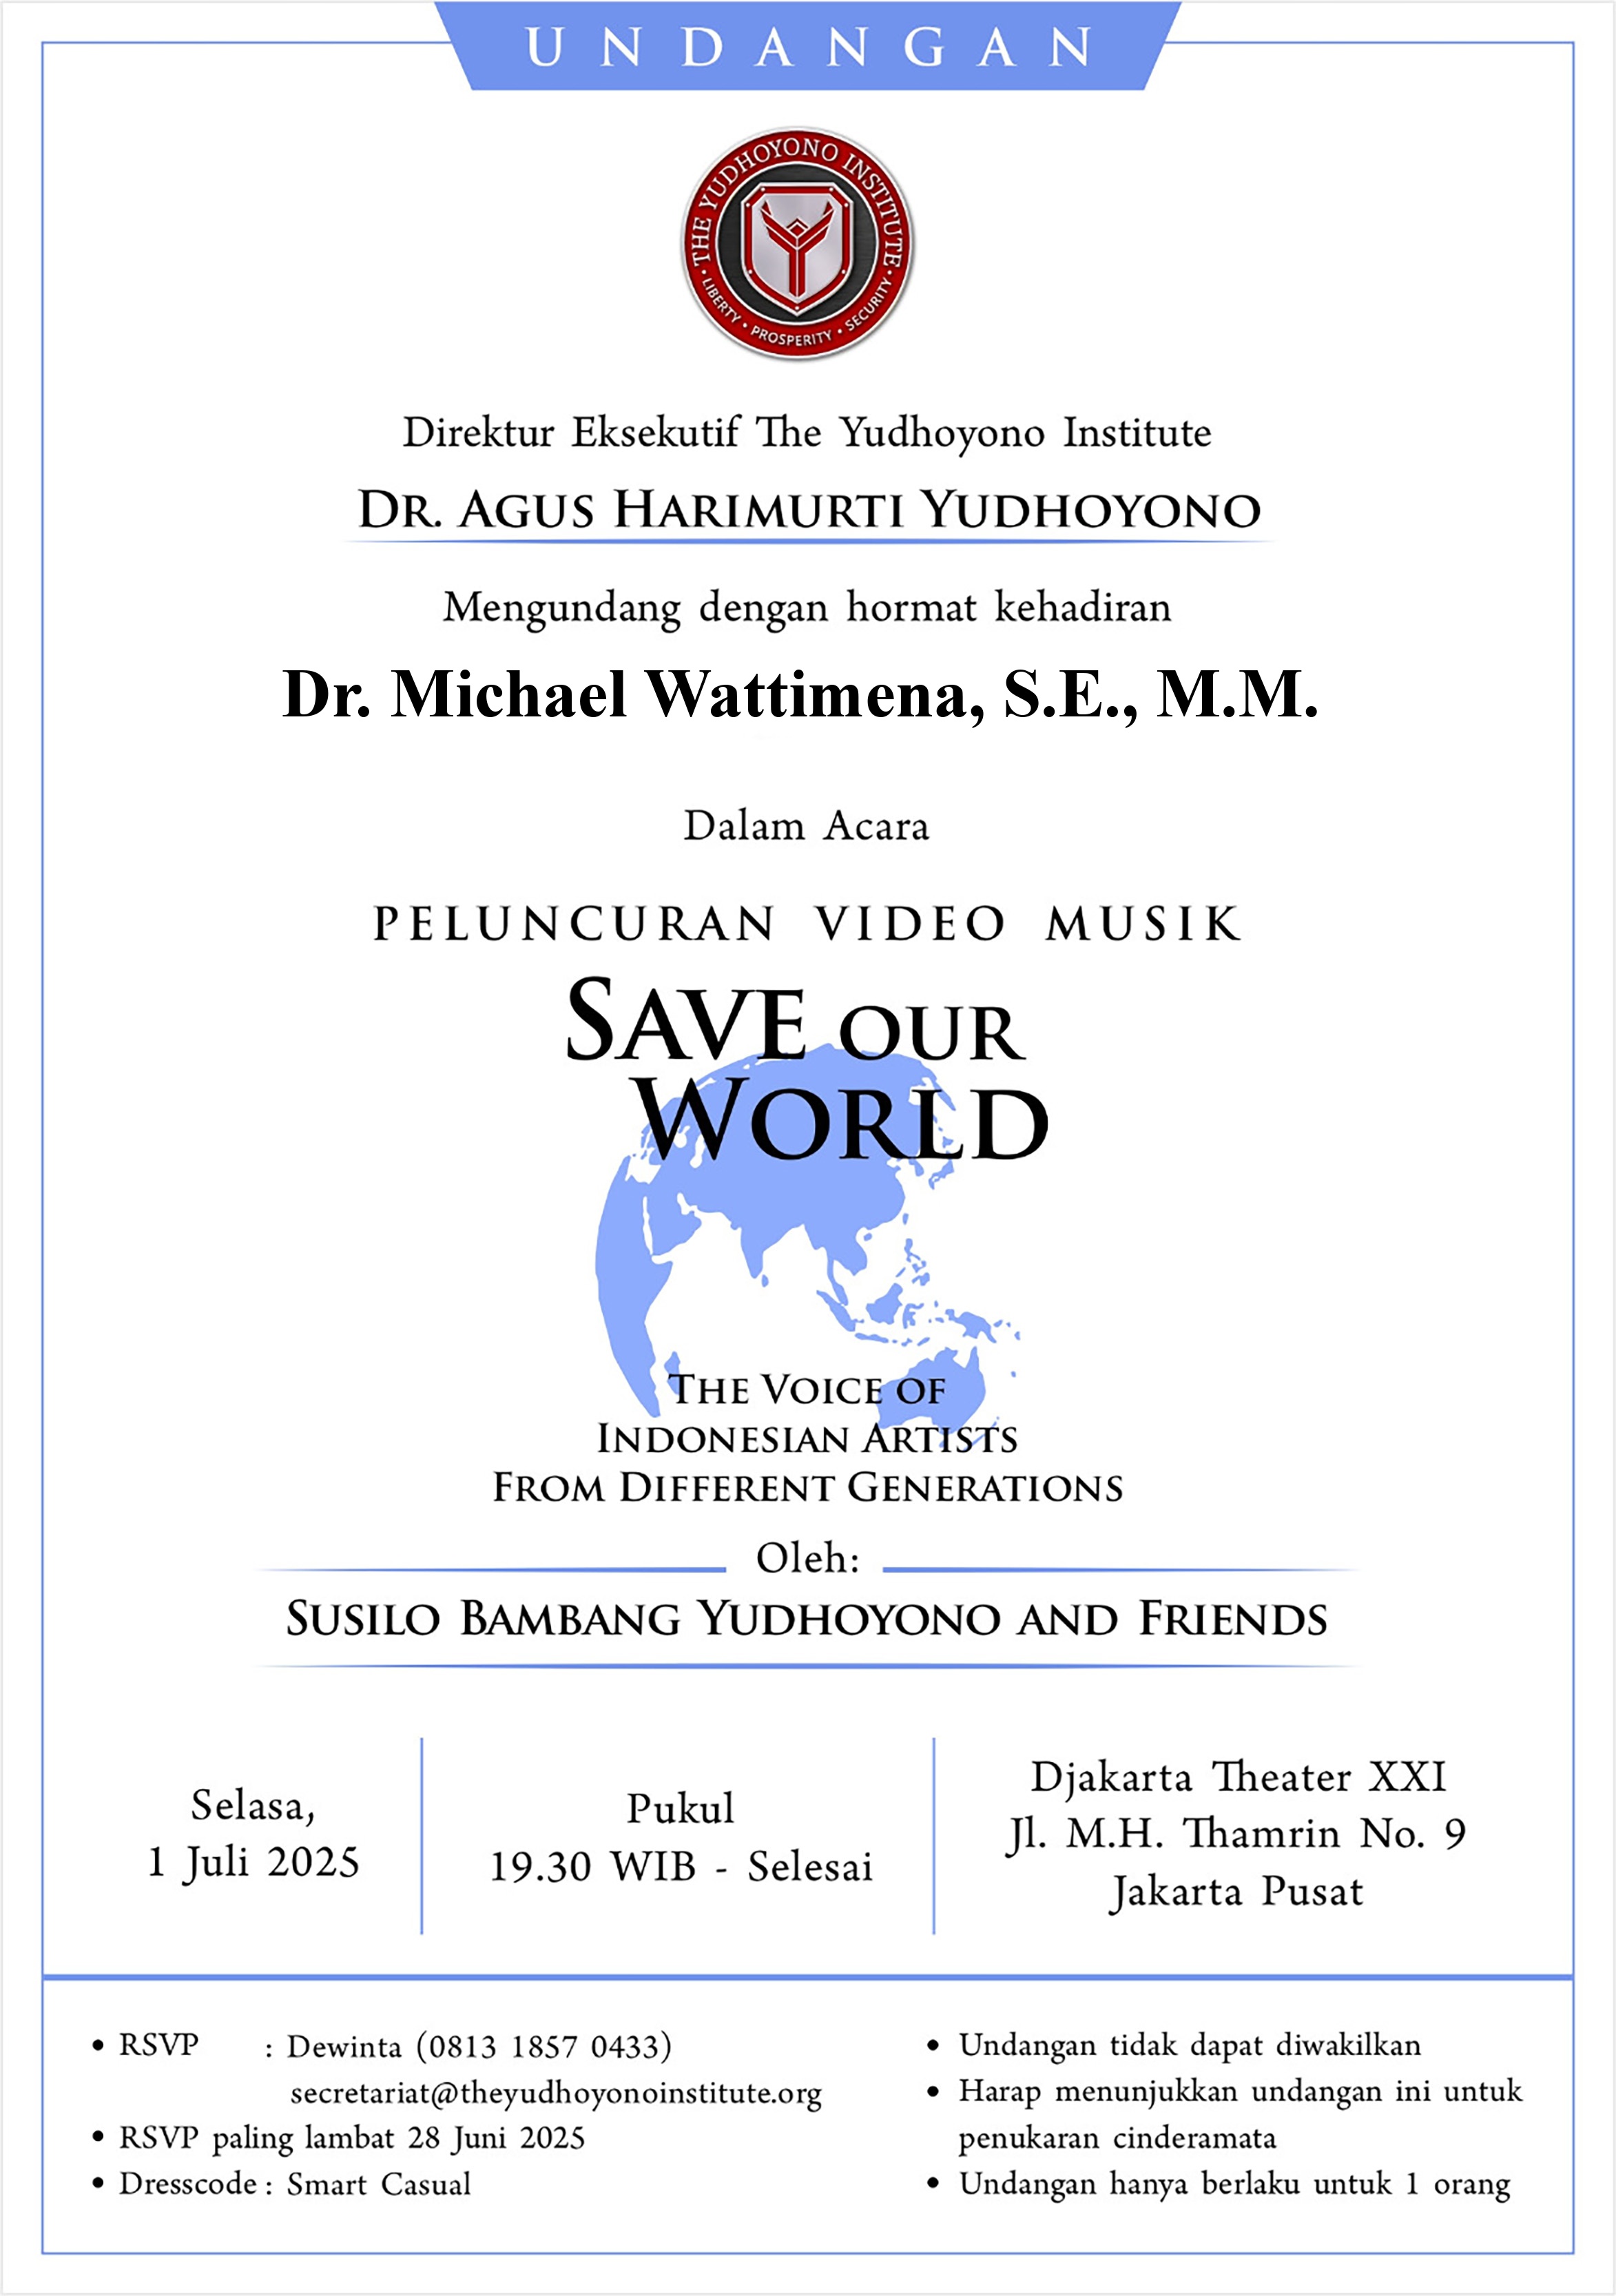 UNDANGAN
THE YUDHOYONO INSTITUTE
LIBERTY • PROSPERITY • SECURITY
Direktur Eksekutif The Yudhoyono Institute
DR. AGUS HARIMURTI YUDHOYONO
Mengundang dengan hormat kehadiran
Dr. Michael Wattimena, S.E., M.M.
Dalam Acara
PELUNCURAN VIDEO MUSIK
SAVE OUR
WORLD
THE VOICE OF
INDONESIAN ARTISTS
FROM DIFFERENT GENERATIONS
Oleh:
SUSILO BAMBANG YUDHOYONO AND FRIENDS
Selasa,
1 Juli 2025
Pukul
19.30 WIB - Selesai
Djakarta Theater XXI
Jl. M.H. Thamrin No. 9
Jakarta Pusat
• RSVP : Dewinta (0813 1857 0433)
secretariat@theyudhoyonoinstitute.org
• RSVP paling lambat 28 Juni 2025
• Dresscode : Smart Casual
• Undangan tidak dapat diwakilkan
• Harap menunjukkan undangan ini untuk
penukaran cinderamata
• Undangan hanya berlaku untuk 1 orang